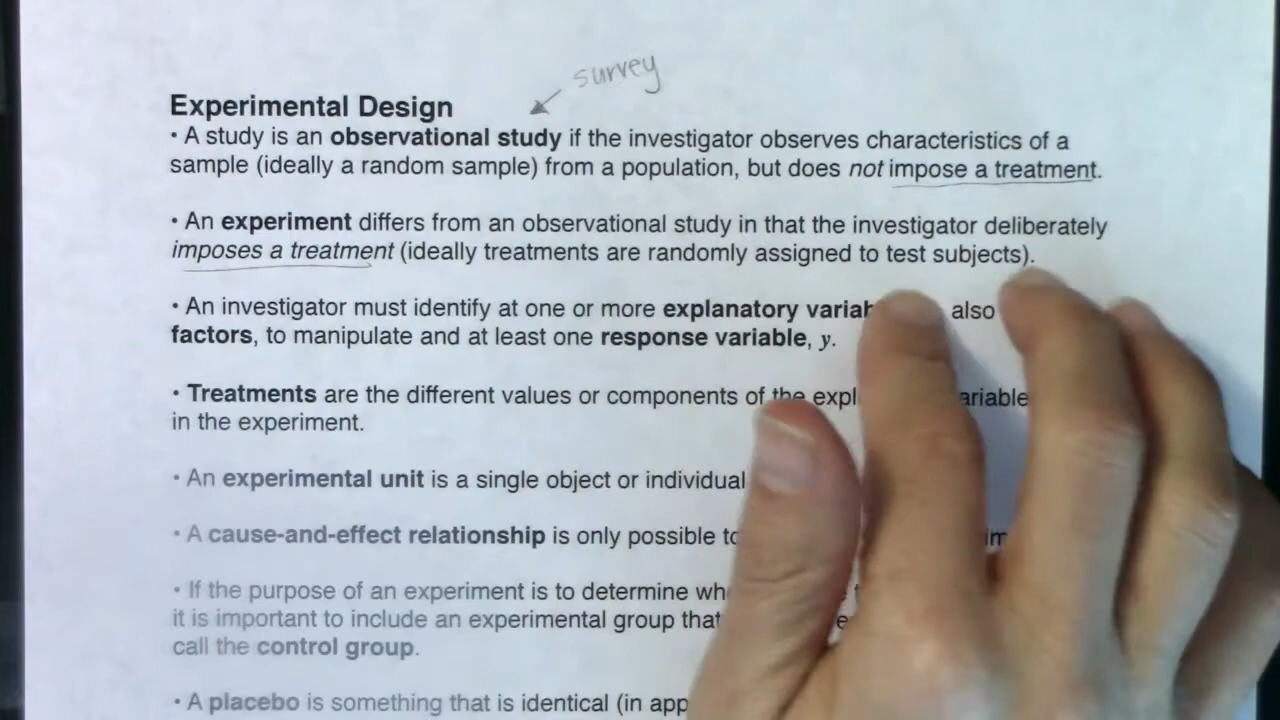 survey
Experimental Design
• A study is an observational study if the investigator observes characteristics of a
sample (ideally a random sample) from a population, but does not impose a treatment.
• An experiment differs from an observational study in that the investigator deliberately
imposes a treatment (ideally treatments are randomly assigned to test subjects).
• An investigator must identify at one or more explanatory also
factors, to manipulate and at least one response variable, y.
• Treatments are the different values or components of the
in the experiment.
• An experimental unit is a single object or individual
• A cause-and-effect relationship is only possible
• If the purpose of an experiment is to determine
it is important to include an experimental group that
call the control group.
• A placebo is something that is identical (in